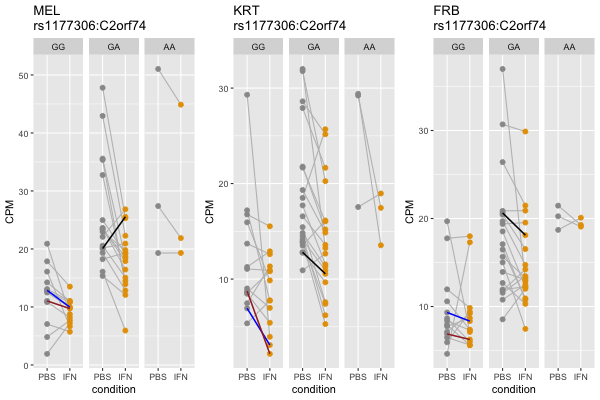 MEL
rs1177306:C2orf74
GG GA AA
CPM
50
40
30
20
10
0
PBS IFN PBS IFN PBS IFN
condition
KRT
rs1177306:C2orf74
GG GA AA
CPM
30
20
10
PBS IFN PBS IFN PBS IFN
condition
FRB
rs1177306:C2orf74
GG GA AA
CPM
30
20
10
PBS IFN PBS IFN PBS IFN
condition